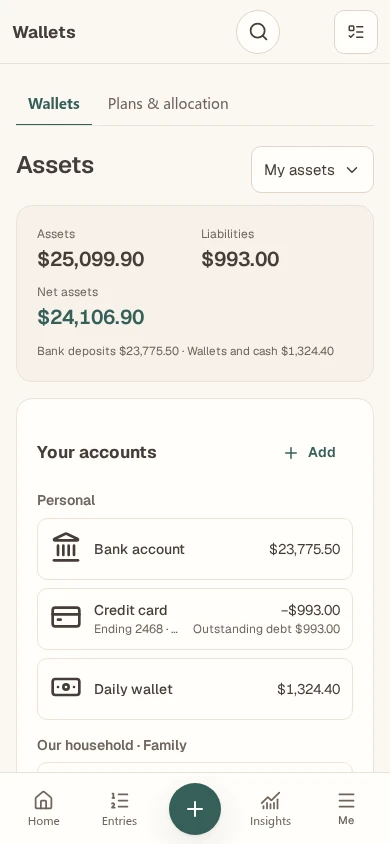 Wallets
Wallets
Plans & allocation
Assets
My assets
Assets
Liabilities
$25,099.90
$993.00
Net assets
$24,106.90
Bank deposits $23,775.50 · Wallets and cash $1,324.40
Your accounts
Add
Personal
Bank account
$23,775.50
Credit card
−$993.00
Ending 2468 · ...
Outstanding debt $993.00
Daily wallet
$1,324.40
Our household · Family
Home
Entries
Insights
Me